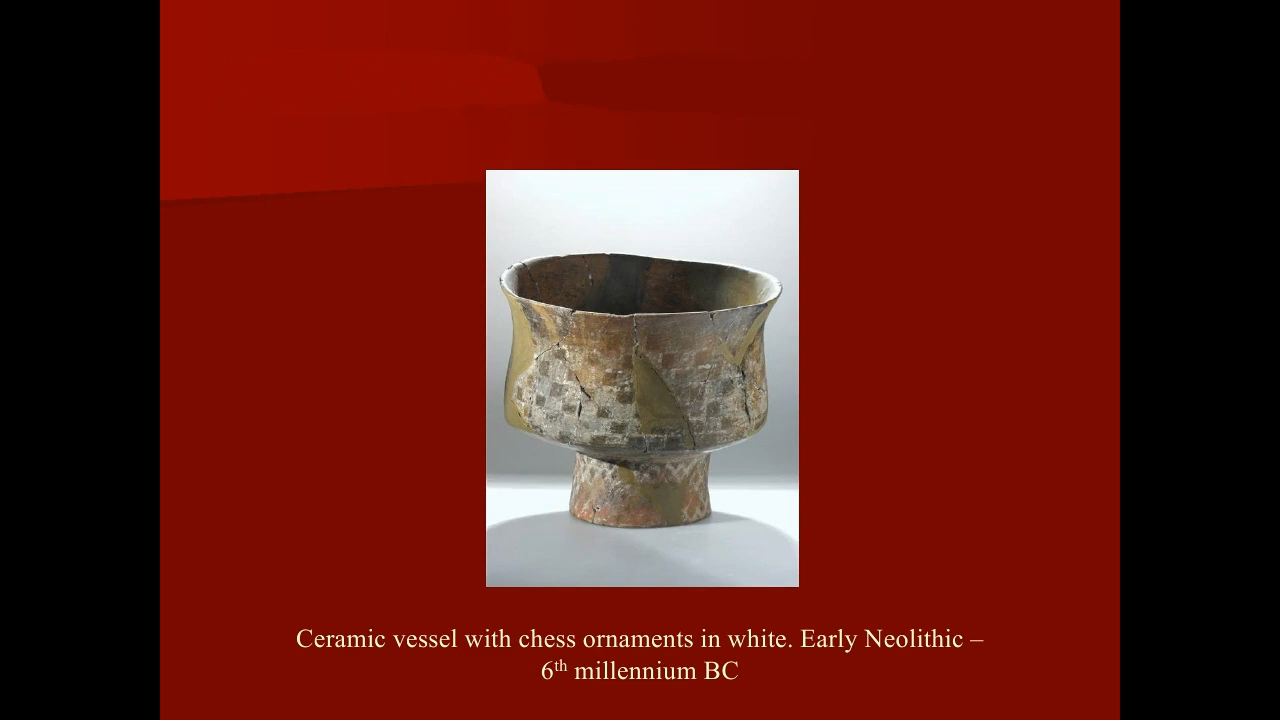 Ceramic vessel with chess ornaments in white. Early Neolithic –
6th millennium BC